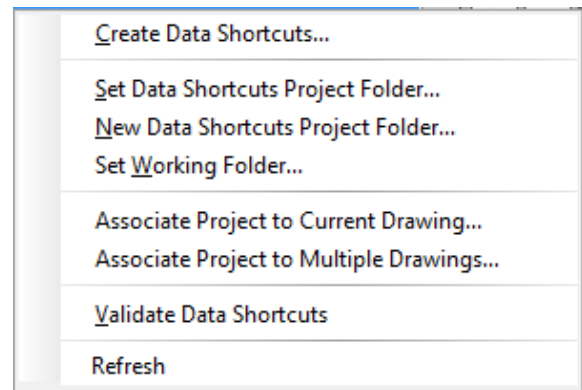 Create Data Shortcuts...
Set Data Shortcuts Project Folder...
New Data Shortcuts Project Folder...
Set Working Folder...
Associate Project to Current Drawing...
Associate Project to Multiple Drawings...
Validate Data Shortcuts
Refresh